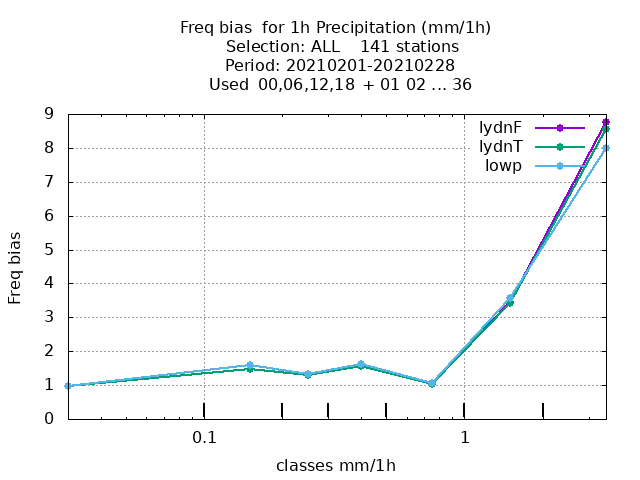 Freq bias  for 1h Precipitation (mm/1h)
Selection: ALL    141 stations
Period: 20210201-20210228
Used  00,06,12,18  + 01 02 ... 36
lydnF
lydnT
lowp
9
8
7
6
5
4
3
2
1
0
Freq bias
0.1 1
classes mm/1h